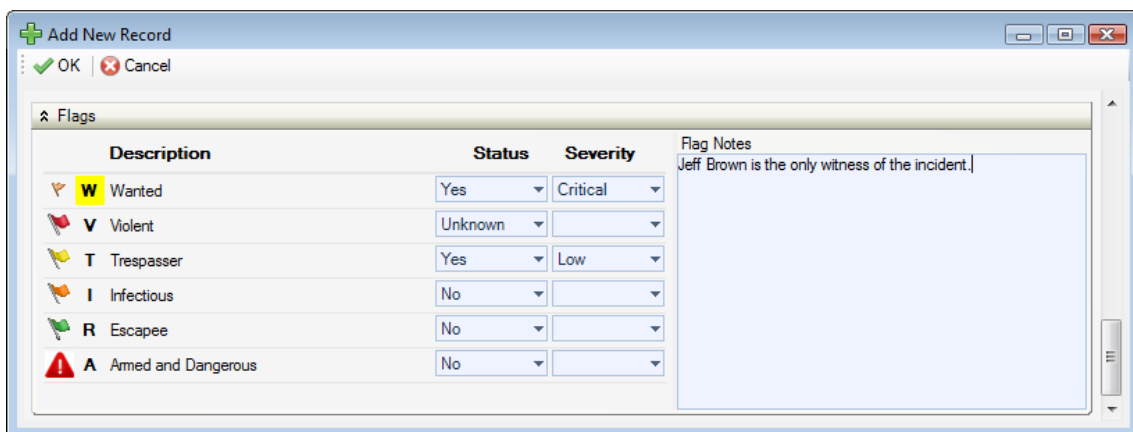 Add New Record
OK Cancel
Flags
Description Status Severity
W Wanted Yes Critical
V Violent Unknown
T Trespasser Yes Low
I Infectious No
R Escapee No
A Armed and Dangerous No
Flag Notes
Jeff Brown is the only witness of the incident.